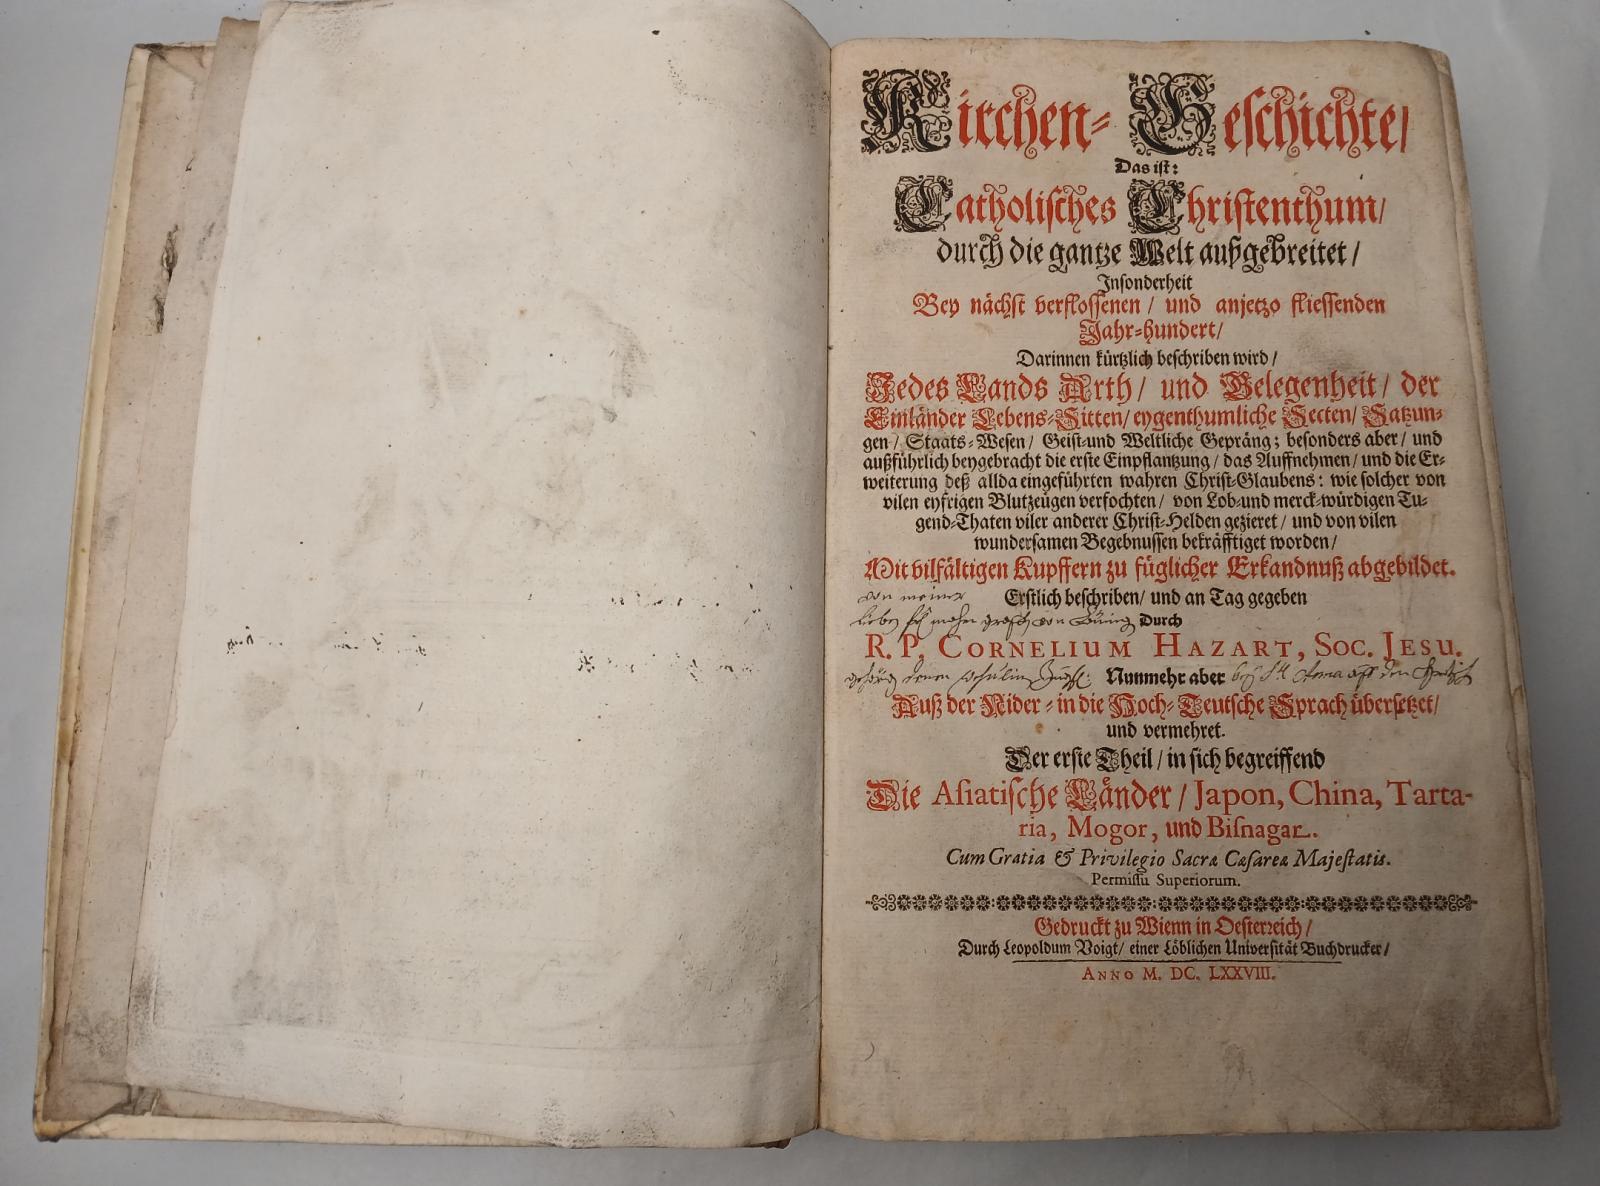 Kirchen-Geschichte/
Das ist:
Catholisches Christenthum/
durch die gantze Welt außgebreitet/
Insonderheit
Bey nächst verflossenen/ und anjetzo fliessenden
Jahr-hundert/
Darinnen kürtzlich beschriben wird/
Jedes Lands Arth/ und Gelegenheit/ der
Einländer Lebens-Sitten/ eygenthumliche Secten/ Satzun-
gen/ Staats-Wesen/ Geist-und Weltliche Gepräng; besonders aber/ und
außführlich beygebracht die erste Einpflantzung/ das Auffnehmen/ und die Er-
weiterung deß allda eingeführten wahren Christ-Glaubens: wie solcher von
vilen eyfrigen Blutzeugen verfochten/ von Lob-und merck-würdigen Tu-
gend-Thaten viler anderer Christ-Helden gezieret/ und von vilen
wundersamen Begebnussen bekräfftiget worden/
Mit vilfältigen Kupffern zu füglicher Erkandnuß abgebildet.
von meiner Erstlich beschriben/ und an Tag gegeben
Durch
R. P. CORNELIUM HAZART, SOC. JESU.
Nunmehr aber
Auß der Nider-in die Hoch-Teutsche Sprach übersetzet/
und vermehret.
Der erste Theil/ in sich begreiffend
Die Asiatische Länder/ Japon, China, Tarta-
ria, Mogor, und Bisnagar.
Cum Gratia & Privilegio Sacræ Cæsareæ Majestatis.
Permissu Superiorum.
Gedruckt zu Wienn in Oesterreich/
Durch Leopoldum Voigt/ einer Löblichen Universität Buchdrucker/
ANNO M. DC. LXXVIII.